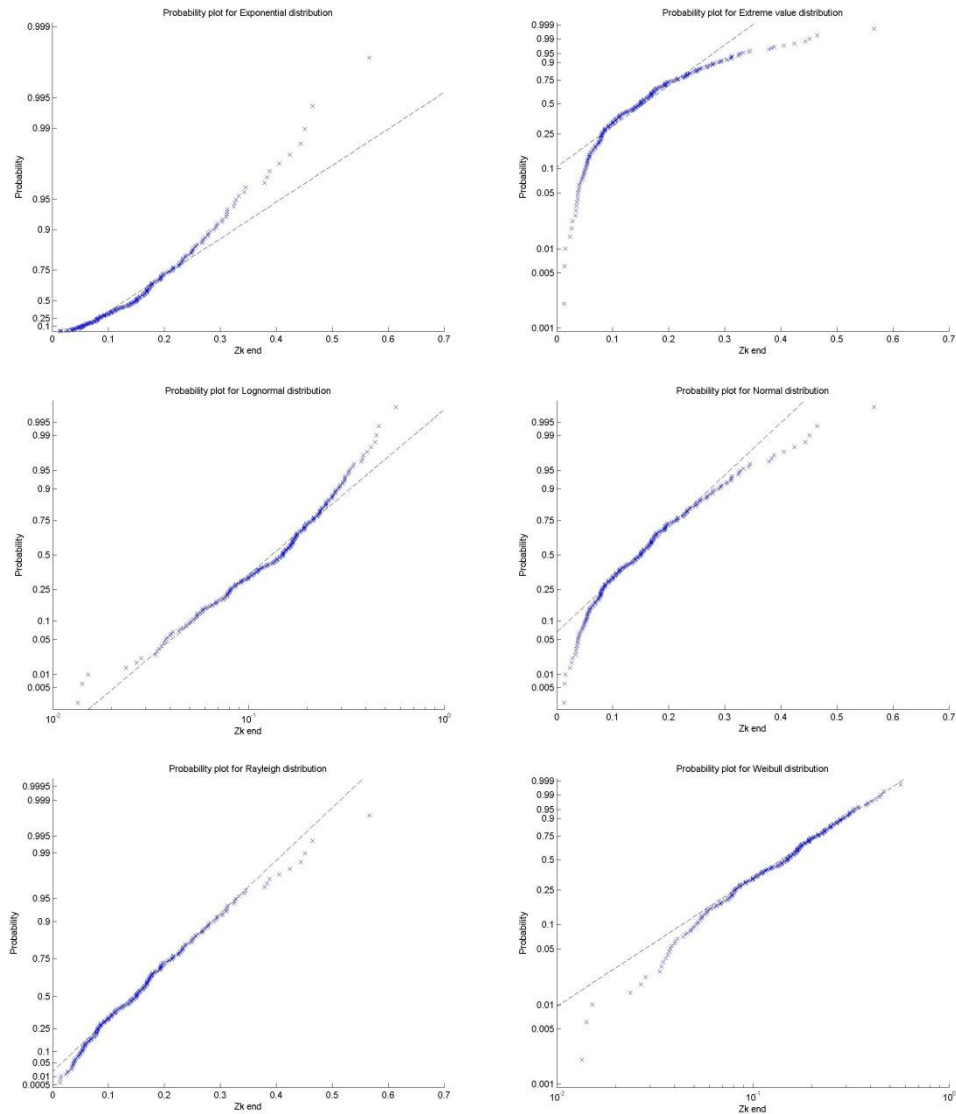 Probability plot for Exponential distribution
0.999
0.995
0.99
0.95
0.9
0.75
0.5
0.25
0.1
Probability
0 0.1 0.2 0.3 0.4 0.5 0.6 0.7
Zk end
Probability plot for Extreme value distribution
0.999
0.99
0.95
0.9
0.75
0.5
0.25
0.1
0.05
0.01
0.005
0.001
Probability
0 0.1 0.2 0.3 0.4 0.5 0.6 0.7
Zk end
Probability plot for Lognormal distribution
0.995
0.99
0.95
0.9
0.75
0.5
0.25
0.1
0.05
0.01
0.005
Probability
10^-2 10^-1 10^0
Zk end
Probability plot for Normal distribution
0.995
0.99
0.95
0.9
0.75
0.5
0.25
0.1
0.05
0.01
0.005
Probability
0 0.1 0.2 0.3 0.4 0.5 0.6 0.7
Zk end
Probability plot for Rayleigh distribution
0.9995
0.999
0.995
0.99
0.95
0.9
0.75
0.5
0.25
0.1
0.05
0.01
0.0005
Probability
0 0.1 0.2 0.3 0.4 0.5 0.6 0.7
Zk end
Probability plot for Weibull distribution
0.999
0.99
0.95
0.9
0.75
0.5
0.25
0.1
0.05
0.01
0.005
0.001
Probability
10^-2 10^-1 10^0
Zk end